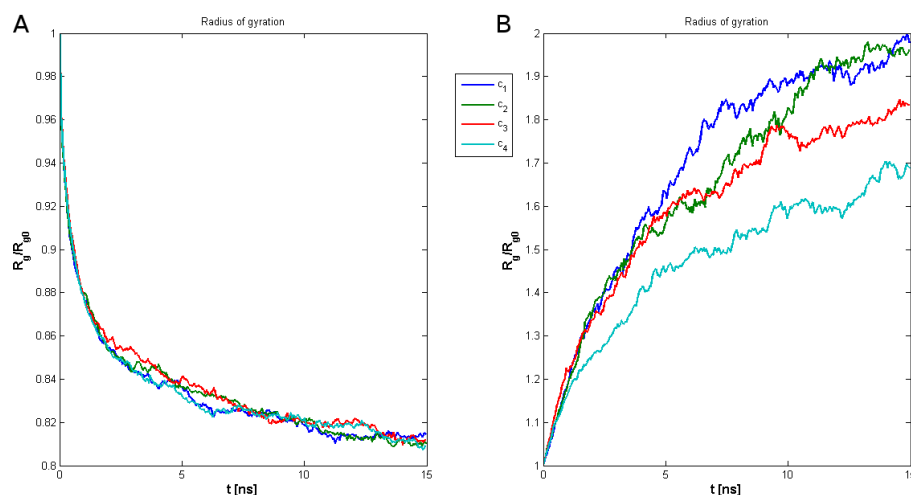 A
Radius of gyration
1
0.98
0.96
0.94
0.92
0.9
0.88
0.86
0.84
0.82
0.8
0
5
10
15
t [ns]
R_g/R_g0
c_1
c_2
c_3
c_4
B
Radius of gyration
2
1.9
1.8
1.7
1.6
1.5
1.4
1.3
1.2
1.1
1
0
5
10
15
t [ns]
R_g/R_g0